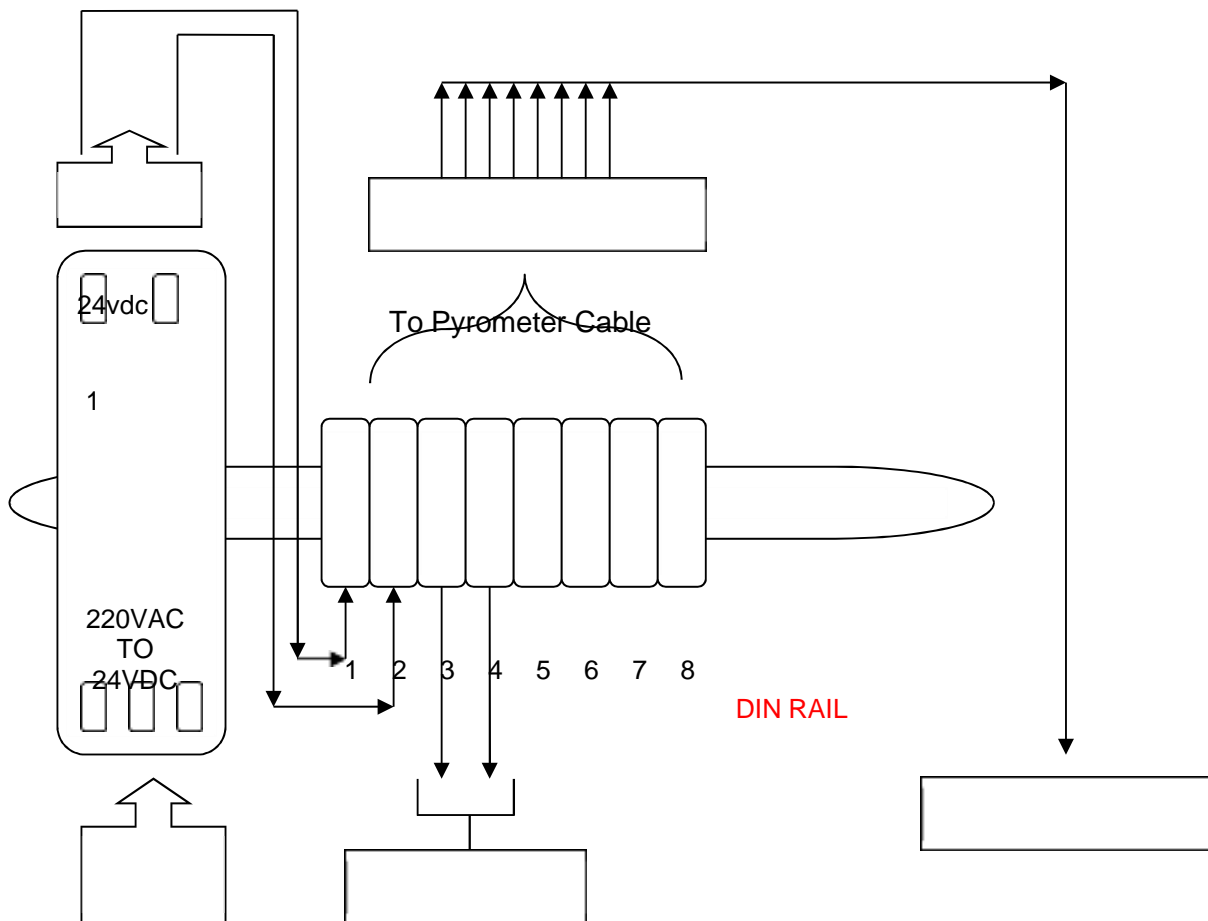 24vdc
To Pyrometer Cable
1
220VAC
TO
24VDC
1 2 3 4 5 6 7 8
DIN RAIL